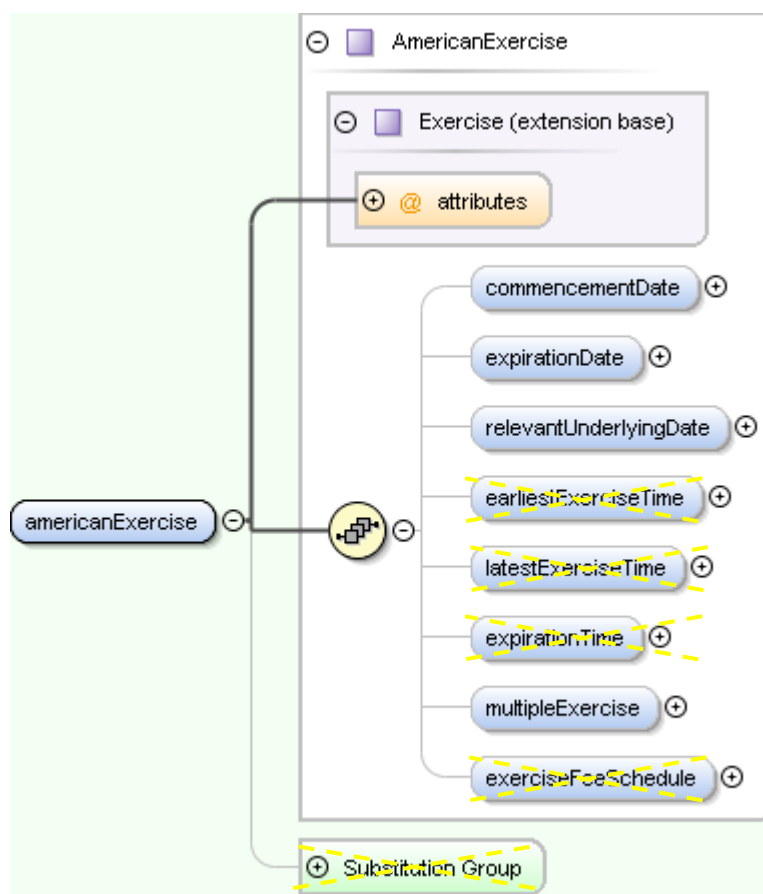 AmericanExercise
Exercise (extension base)
@ attributes
commencementDate
expirationDate
relevantUnderlyingDate
earliestExerciseTime
americanExercise
latestExerciseTime
expirationTime
multipleExercise
exerciseFeeSchedule
Substitution Group